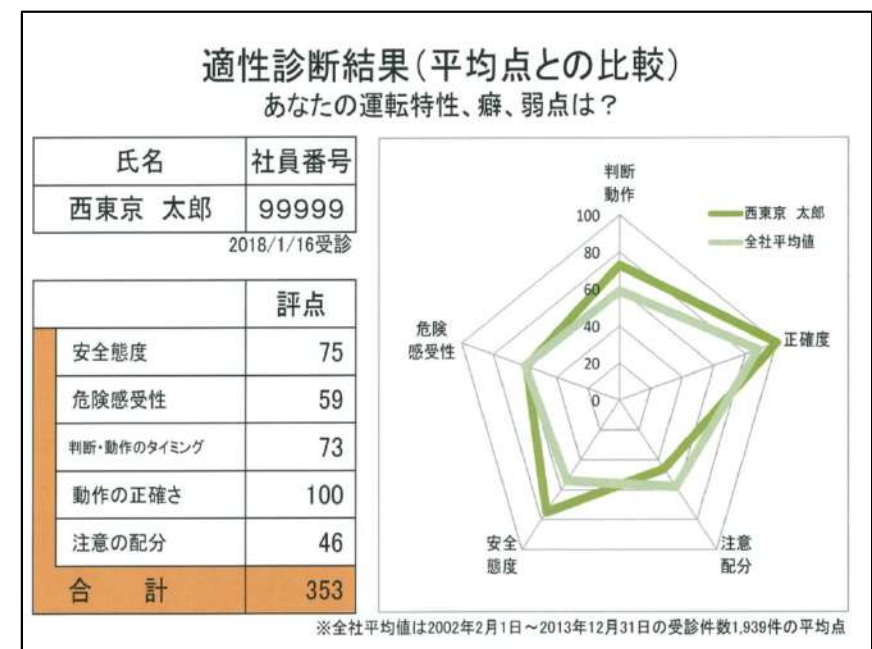 適性診断結果(平均点との比較)
あなたの運転特性、癖、弱点は?
氏名 社員番号
西東京 太郎 99999
2018/1/16受診
評点
安全態度 75
危険感受性 59
判断・動作のタイミング 73
動作の正確さ 100
注意の配分 46
合 計 353
判断
動作
100
80
60
40
20
0
西東京 太郎
全社平均値
正確度
注意
配分
安全
態度
危険
感受性
※全社平均値は2002年2月1日~2013年12月31日の受診件数1,939件の平均点